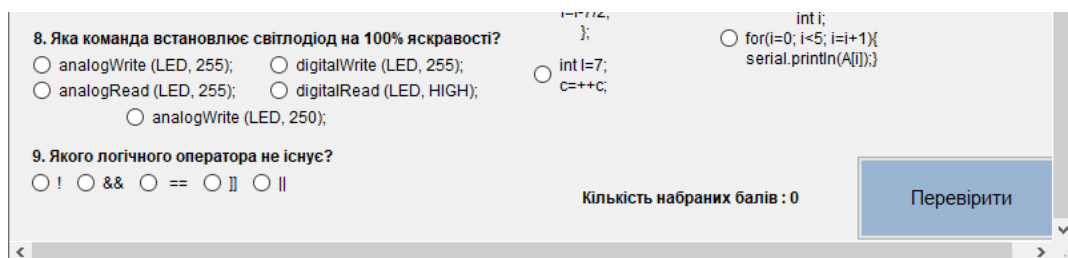 8. Яка команда встановлює світлодіод на 100% яскравості?
analogWrite (LED, 255);
digitalWrite (LED, 255);
analogRead (LED, 255);
digitalRead (LED, HIGH);
analogWrite (LED, 250);
9. Якого логічного оператора не існує?
! && == ]] ||
};
int I=7;
c=++c;
int i;
for(i=0; i<5; i=i+1){
serial.println(A[i]);}
Кількість набраних балів : 0
Перевірити